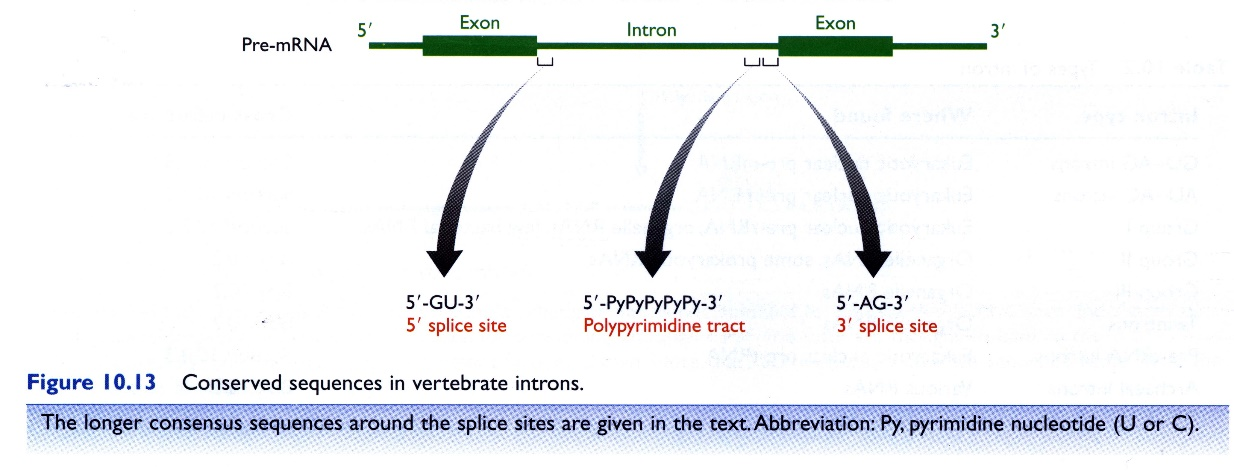 5′ Exon Intron Exon 3′
Pre-mRNA
5′-GU-3′ 5′-PyPyPyPyPy-3′ 5′-AG-3′
5′ splice site Polypyrimidine tract 3′ splice site
Figure 10.13 Conserved sequences in vertebrate introns.
The longer consensus sequences around the splice sites are given in the text. Abbreviation: Py, pyrimidine nucleotide (U or C).